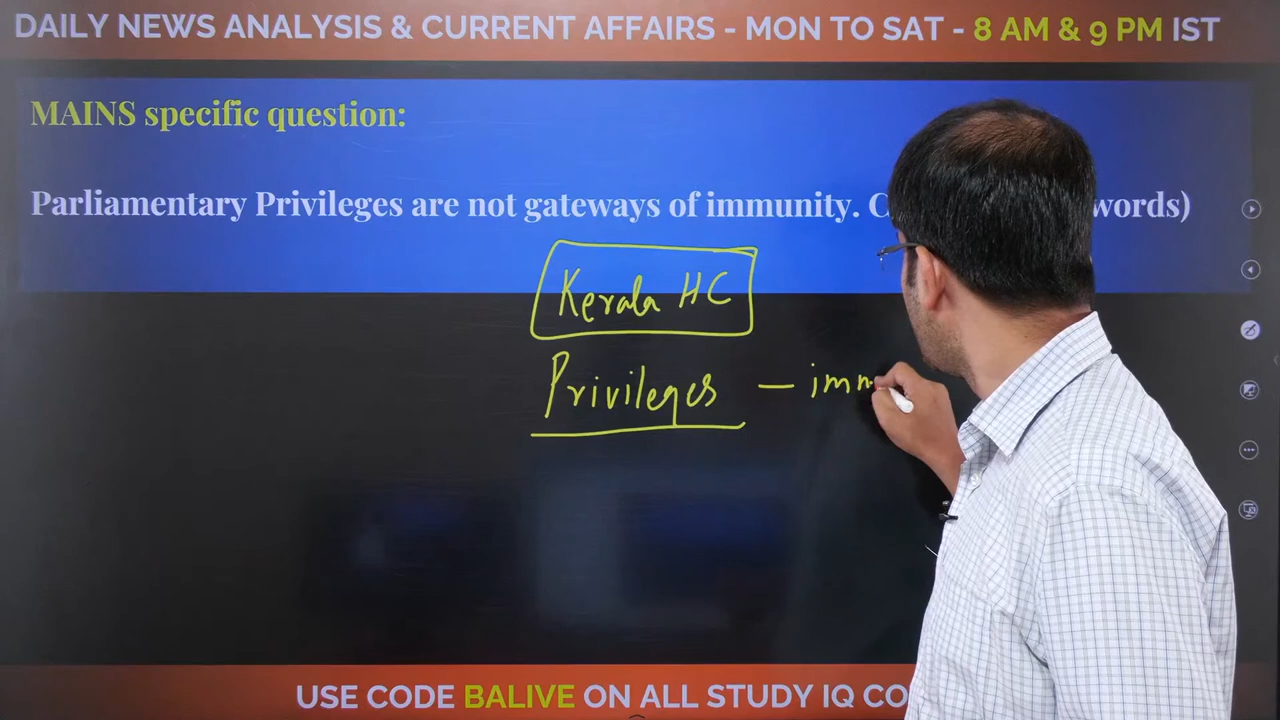 DAILY NEWS ANALYSIS & CURRENT AFFAIRS - MON TO SAT - 8 AM & 9 PM IST
MAINS specific question:
Parliamentary Privileges are not gateways of immunity. C words)
Kerala HC
Privileges — imm
USE CODE BALIVE ON ALL STUDY IQ CO